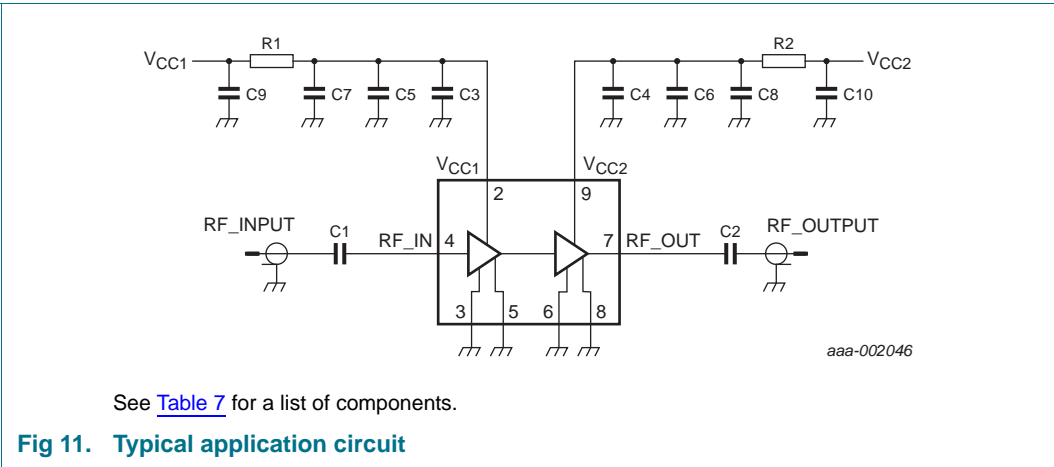 VCC1 R1 R2 VCC2
C9 C7 C5 C3 C4 C6 C8 C10
VCC1 VCC2
2 9
RF_INPUT C1 RF_IN 4 7 RF_OUT C2 RF_OUTPUT
3 5 6 8
aaa-002046
See Table 7 for a list of components.
Fig 11. Typical application circuit